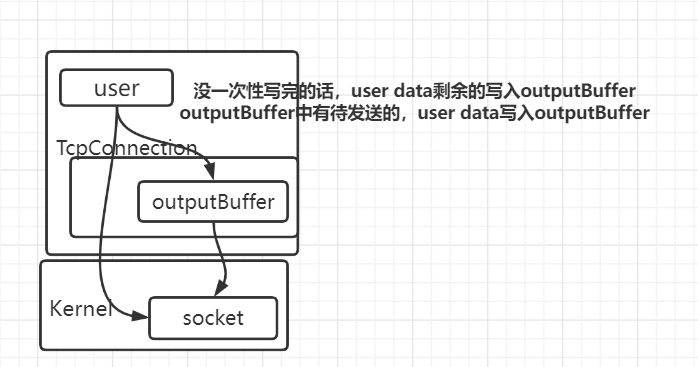 user
没一次性写完的话，user data剩余的写入outputBuffer
outputBuffer中有待发送的，user data写入outputBuffer
TcpConnection
outputBuffer
Kernel
socket